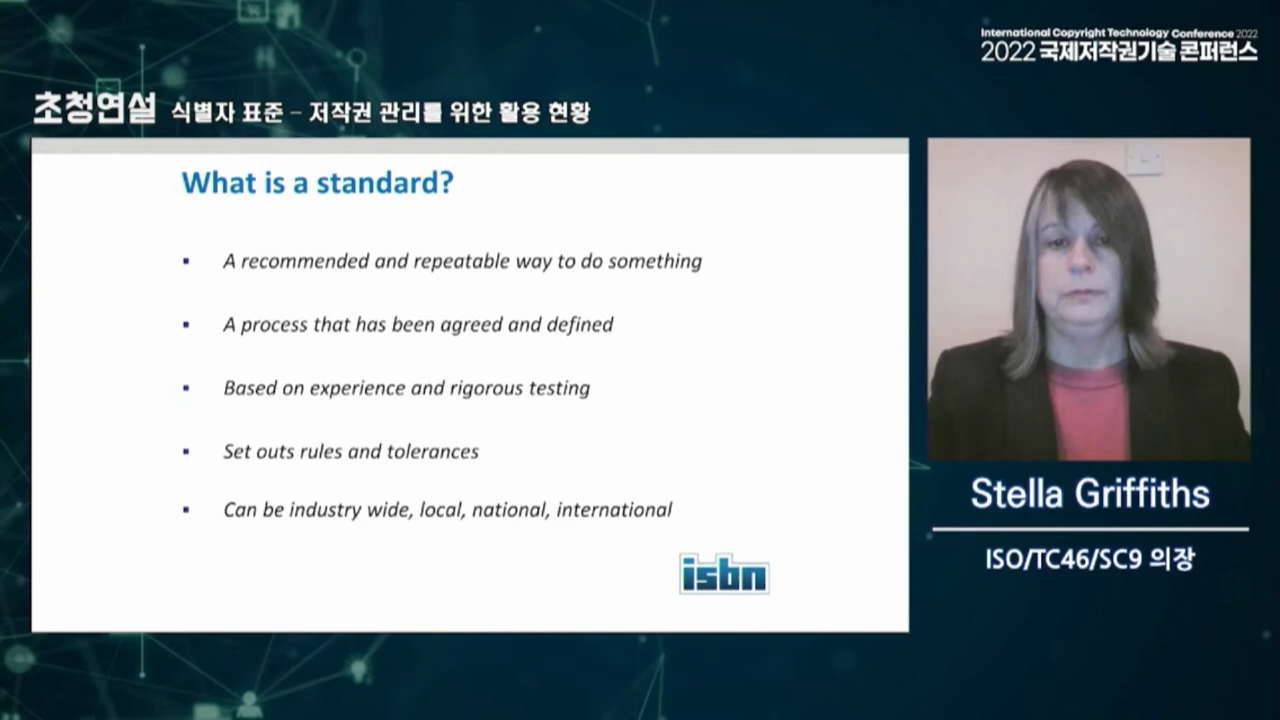 International Copyright Technology Conference 2022
2022 국제저작권기술 콘퍼런스
초청연설 식별자 표준 – 저작권 관리를 위한 활용 현황
What is a standard?
▪ A recommended and repeatable way to do something
▪ A process that has been agreed and defined
▪ Based on experience and rigorous testing
▪ Set outs rules and tolerances
▪ Can be industry wide, local, national, international
isbn
Stella Griffiths
ISO/TC46/SC9 의장